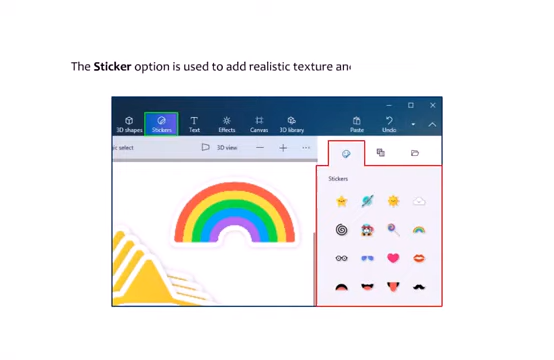 The Sticker option is used to add realistic texture and
3D shapes Stickers Text Effects Canvas 3D library Paste Undo
ic select 3D view
Stickers